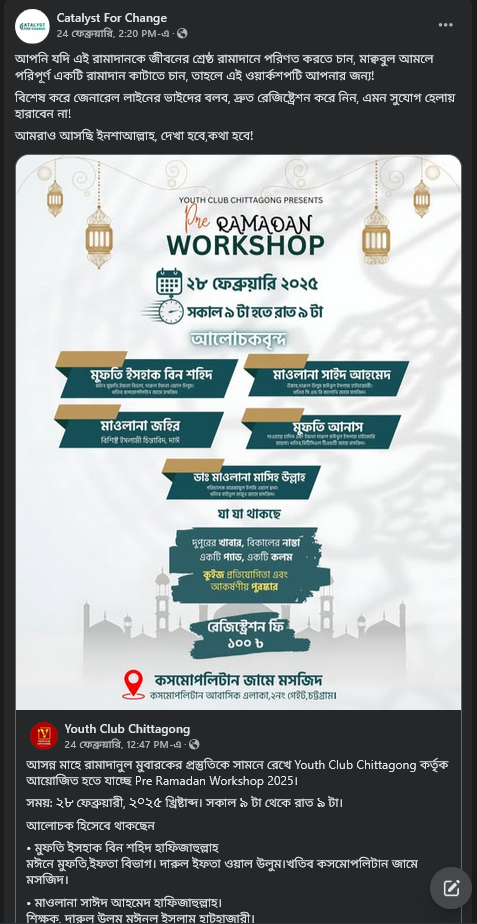 Catalyst For Change
24 ফেব্রুয়ারি, 2:20 PM-এ ·
আপনি যদি এই রামাদানকে জীবনের শ্রেষ্ঠ রামাদানে পরিণত করতে চান, মাক্ববুল আমলে
পরিপূর্ণ একটি রামাদান কাটাতে চান, তাহলে এই ওয়ার্কসপটি আপনার জন্য!
বিশেষ করে জেনারেল লাইনের ভাইদের বলব, দ্রুত রেজিষ্ট্রেশন করে নিন, এমন সুযোগ হেলায়
হারাবেন না!
আমরাও আসছি ইনশাআল্লাহ, দেখা হবে,কথা হবে!
YOUTH CLUB CHITTAGONG PRESENTS
Pre RAMADAN
WORKSHOP
২৮ ফেব্রুয়ারি ২০২৫
সকাল ৯ টা হতে রাত ৯ টা
আলোচকবৃন্দ
মুফতি ইসহাক বিন শহিদ
মাওলানা সাইদ আহমেদ
মাওলানা জহির
বিশিষ্ট ইসলামী চিন্তাবিদ, দাঈ
মুফতি আনাস
ডাঃ মাওলানা মাসিহ উল্লাহ
যা যা থাকছে
দুপুরের খাবার, বিকালের নাস্তা
একটি প্যাড, একটি কলম
কুইজ প্রতিযোগিতা এবং
আকর্ষণীয় পুরষ্কার
রেজিস্ট্রেশন ফি
১০০ ৳
কসমোপলিটান জামে মসজিদ
কসমোপলিটান আবাসিক এলাকা,২নং গেইট,চট্টগ্রাম।
Youth Club Chittagong
24 ফেব্রুয়ারি, 12:47 PM-এ ·
আসন্ন মাহে রামাদানুল মুবারকের প্রস্তুতিকে সামনে রেখে Youth Club Chittagong কর্তৃক
আয়োজিত হতে যাচ্ছে Pre Ramadan Workshop 2025।
সময়: ২৮ ফেব্রুয়ারী, ২০২৫ খ্রিষ্টাব্দ। সকাল ৯ টা থেকে রাত ৯ টা।
আলোচক হিসেবে থাকছেন
• মুফতি ইসহাক বিন শহিদ হাফিজাহুল্লাহ
মঈনে মুফতি,ইফতা বিভাগ। দারুল ইফতা ওয়াল উলুম।খতিব কসমোপলিটান জামে
মসজিদ।
• মাওলানা সাঈদ আহমেদ হাফিজাহুল্লাহ।
শিক্ষক, দারুল উলুম মঈনুল ইসলাম হাটহাজারী।